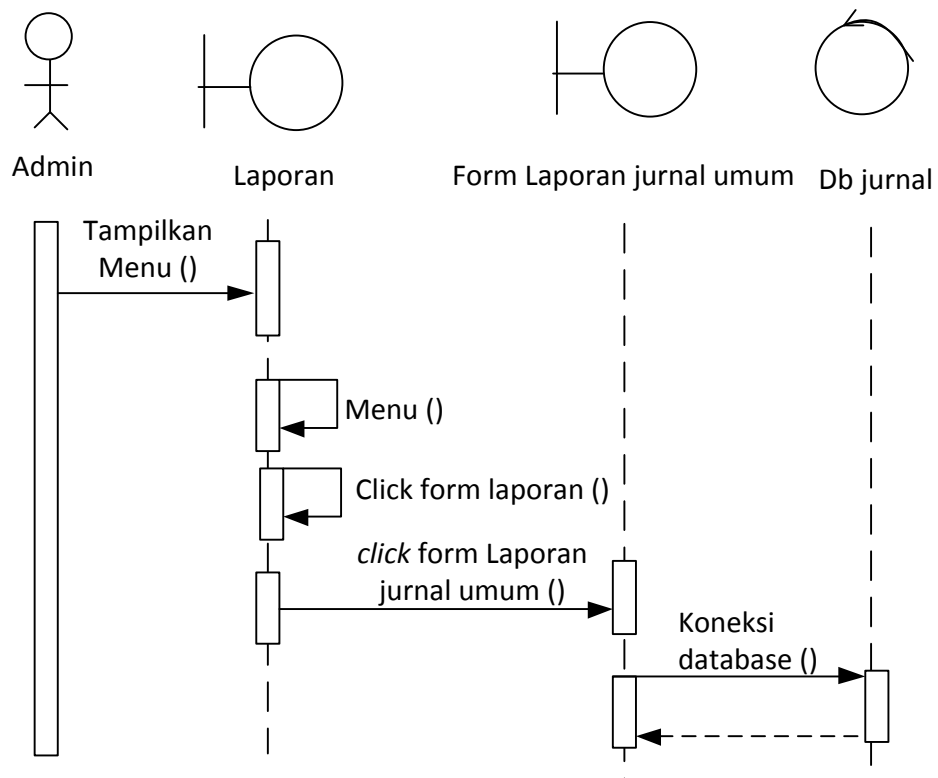 Admin
Laporan
Form Laporan jurnal umum
Db jurnal
Tampilkan
Menu ()
Menu ()
Click form laporan ()
click form Laporan
jurnal umum ()
Koneksi
database ()